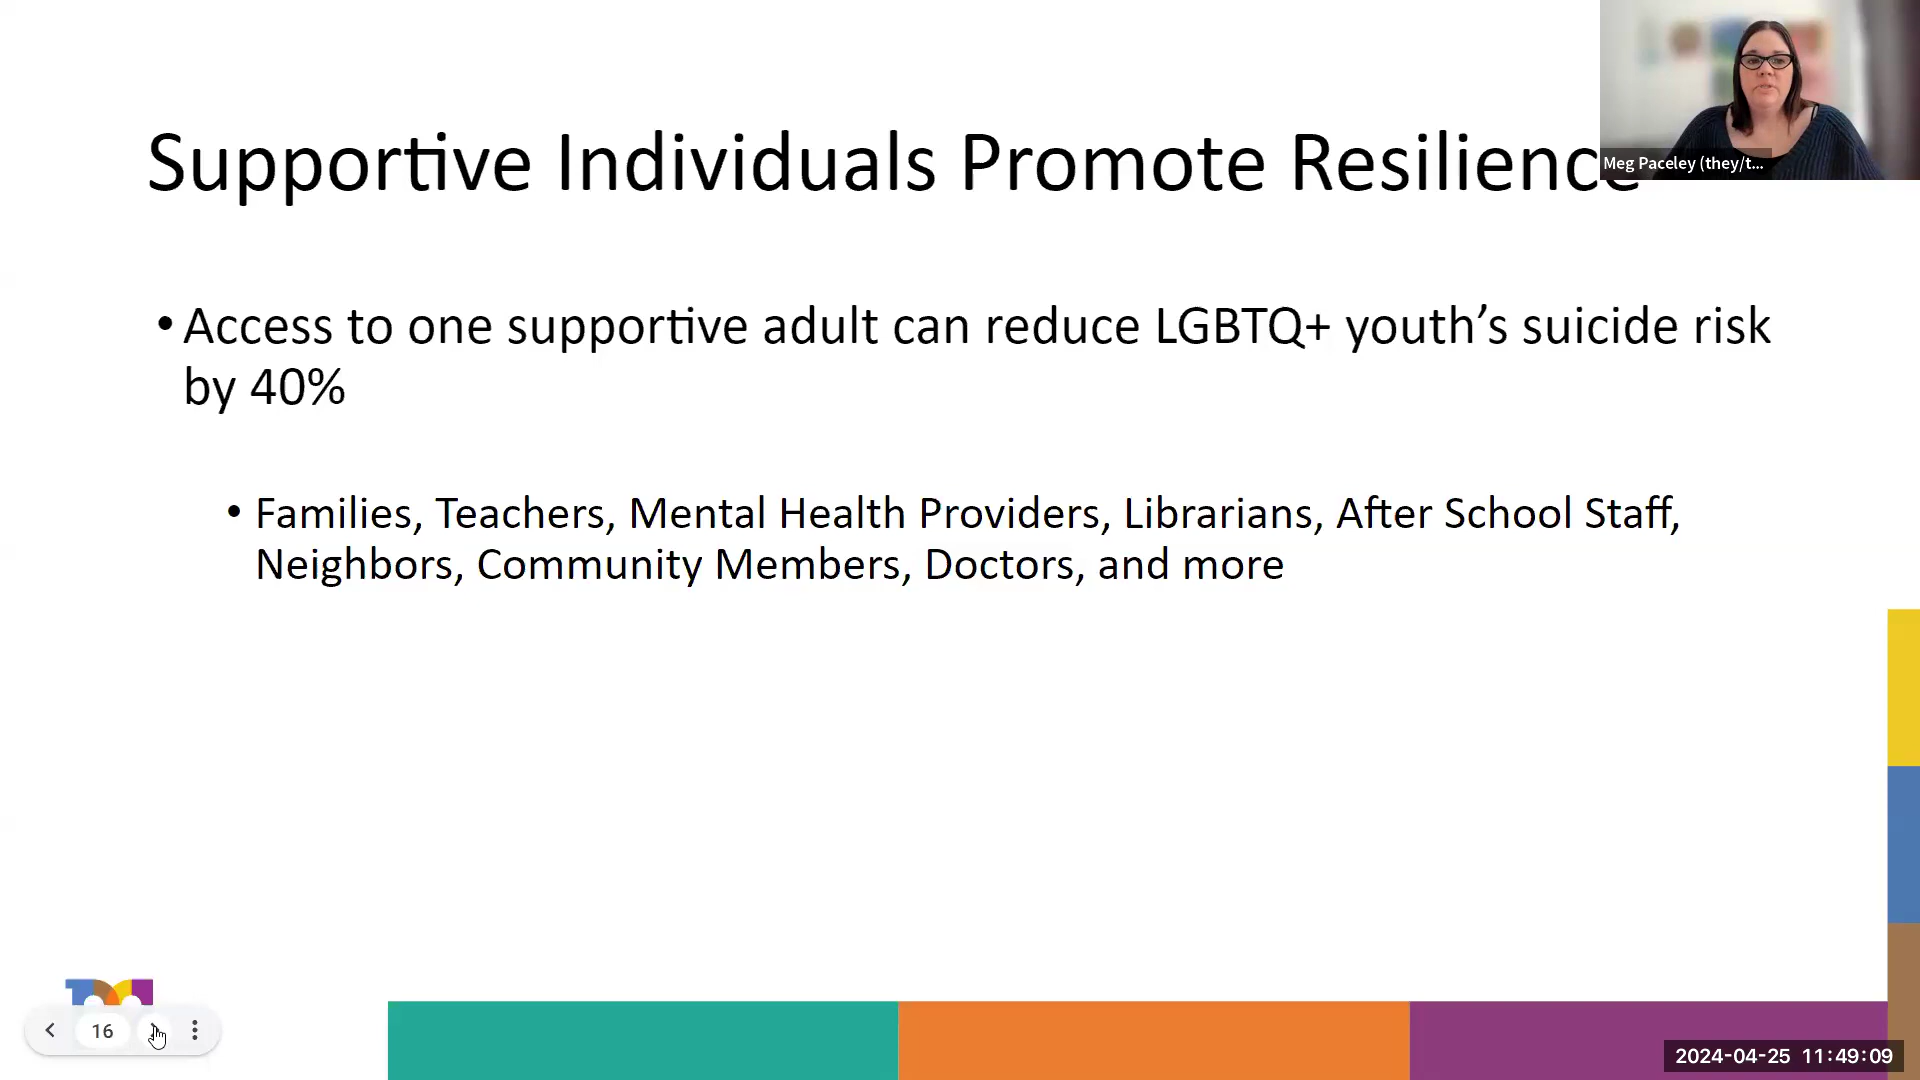 Supportive Individuals Promote Resilience
Meg Paceley (they/t...
• Access to one supportive adult can reduce LGBTQ+ youth’s suicide risk
by 40%
• Families, Teachers, Mental Health Providers, Librarians, After School Staff,
Neighbors, Community Members, Doctors, and more
16
2024-04-25 11:49:09